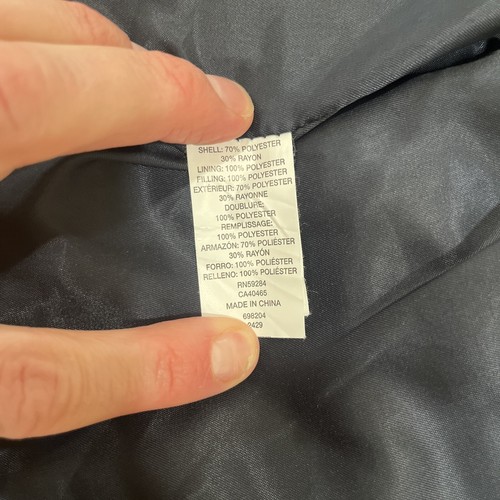 SHELL: 70% POLYESTER
30% RAYON
LINING: 100% POLYESTER
FILLING: 100% POLYESTER
EXTÉRIEUR: 70% POLYESTER
30% RAYONNE
DOUBLURE:
100% POLYESTER
REMPLISSAGE:
100% POLYESTER
ARMAZÓN: 70% POLIÉSTER
30% RAYÓN
FORRO: 100% POLIÉSTER
RELLENO: 100% POLIÉSTER
RN59284
CA40465
MADE IN CHINA
698204